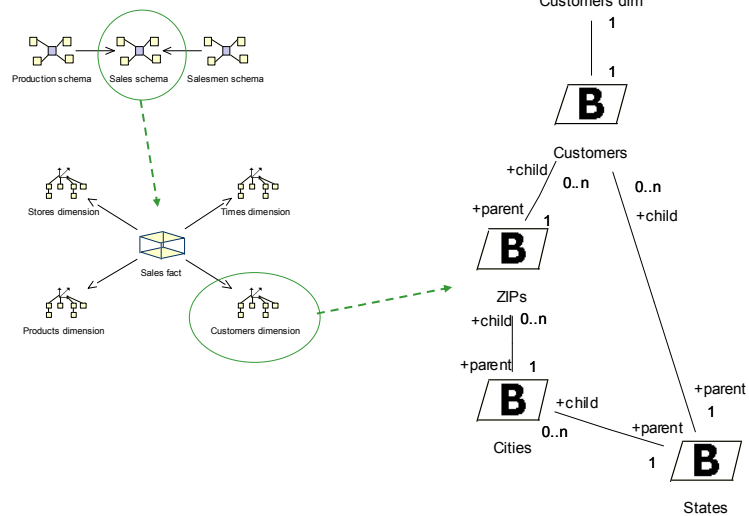 Production schema
Sales schema
Salesmen schema
Stores dimension
Times dimension
Sales fact
Products dimension
Customers dimension
Customers dim
1
1
B
Customers
+child
0..n
0..n
+child
+parent
1
B
ZIPs
+child
0..n
+parent
1
B
Cities
+child
0..n
+parent
1
+parent
1
B
States